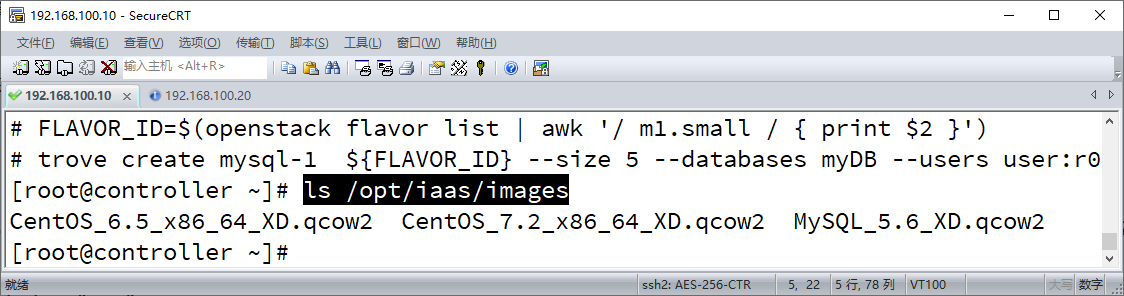 192.168.100.10 - SecureCRT
文件(F) 编辑(E) 查看(V) 选项(O) 传输(T) 脚本(S) 工具(L) 窗口(W) 帮助(H)
输入主机 <Alt+R>
192.168.100.10 192.168.100.20
# FLAVOR_ID=$(openstack flavor list | awk '/ m1.small / { print $2 }')
# trove create mysql-1  ${FLAVOR_ID} --size 5 --databases myDB --users user:r0
[root@controller ~]# ls /opt/iaas/images
CentOS_6.5_x86_64_XD.qcow2  CentOS_7.2_x86_64_XD.qcow2  MySQL_5.6_XD.qcow2
[root@controller ~]#
就绪 ssh2: AES-256-CTR 5, 22 5 行, 78 列 VT100 大写 数字